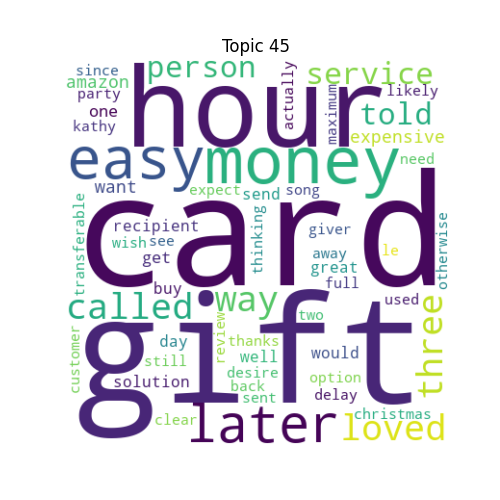 Topic 45
since
person
amazon
service
party
hour
actually
maximum
likely
one
told
kathy
expensive
easy
money
need
want
expect
send
song
card
transferable
recipient
giver
otherwise
wish
see
thinking
away
le
get
great
buy
full
used
called
way
gift
two
three
customer
day
review
thanks
well
would
still
desire
solution
back
option
sent
delay
clear
later
loved
christmas